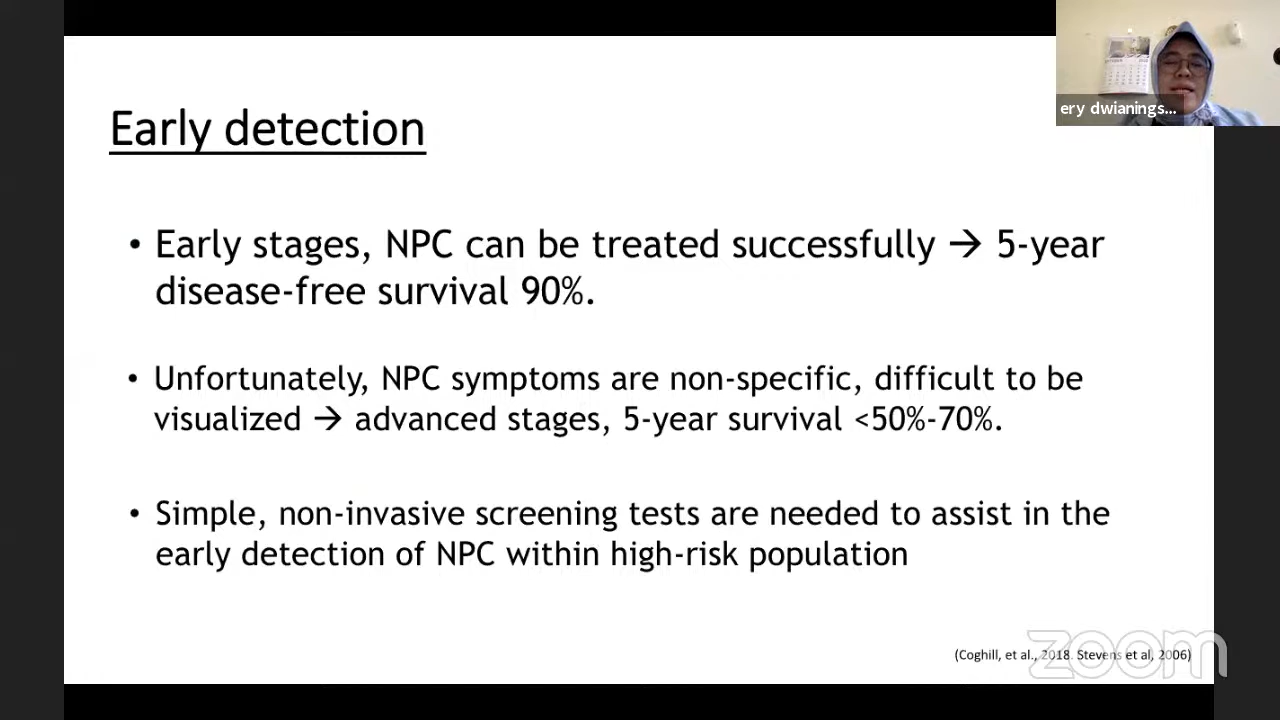 Early detection
• Early stages, NPC can be treated successfully → 5-year
disease-free survival 90%.
• Unfortunately, NPC symptoms are non-specific, difficult to be
visualized → advanced stages, 5-year survival <50%-70%.
• Simple, non-invasive screening tests are needed to assist in the
early detection of NPC within high-risk population
(Coghill, et al., 2018. Stevens et al, 2006)
zoom
ery dwianings...